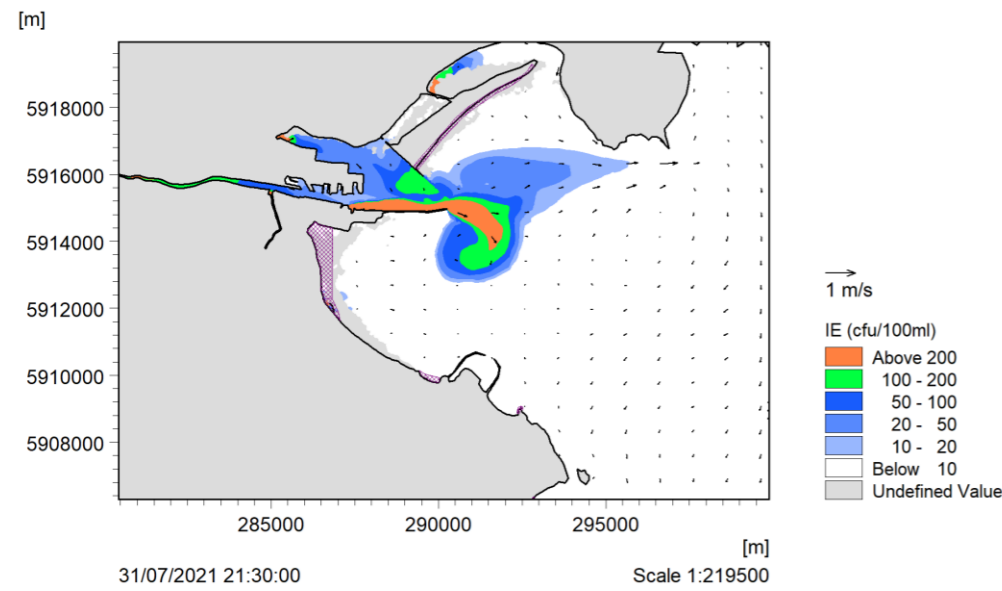 [m]
5918000
5916000
5914000
5912000
5910000
5908000
285000 290000 295000
[m]
31/07/2021 21:30:00 Scale 1:219500
1 m/s
IE (cfu/100ml)
Above 200
100 - 200
50 - 100
20 - 50
10 - 20
Below 10
Undefined Value